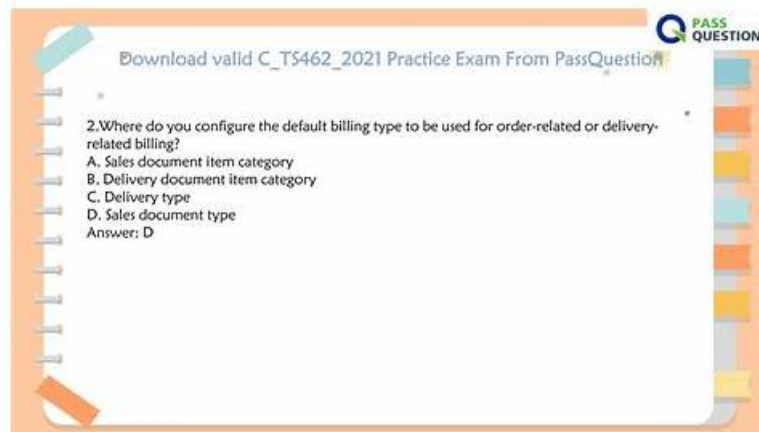 PASS
QUESTION
Download valid C_TS462_2021 Practice Exam From PassQuestion
2.Where do you configure the default billing type to be used for order-related or delivery-
related billing?
A. Sales document item category
B. Delivery document item category
C. Delivery type
D. Sales document type
Answer: D